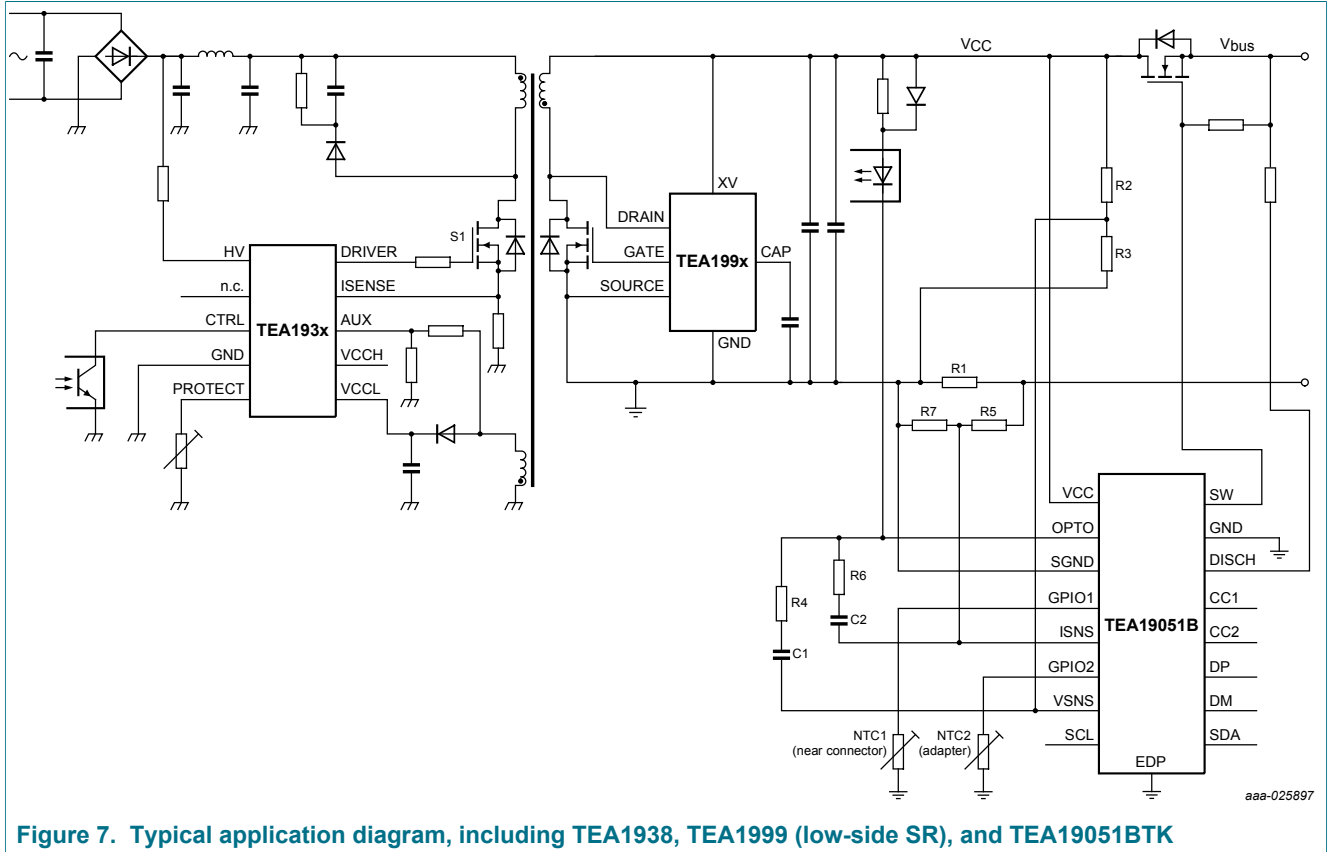 VCC
Vbus
XV
R2
DRAIN
S1
HV
DRIVER
GATE
TEA199x
CAP
R3
n.c.
ISENSE
SOURCE
CTRL
TEA193x
AUX
GND
VCCH
GND
PROTECT
VCCL
R1
R7
R5
VCC
SW
OPTO
GND
SGND
DISCH
R6
R4
GPIO1
CC1
C2
TEA19051B
ISNS
CC2
C1
GPIO2
DP
VSNS
DM
NTC1
(near connector)
NTC2
(adapter)
SCL
SDA
EDP
aaa-025897
Figure 7. Typical application diagram, including TEA1938, TEA1999 (low-side SR), and TEA19051BTK